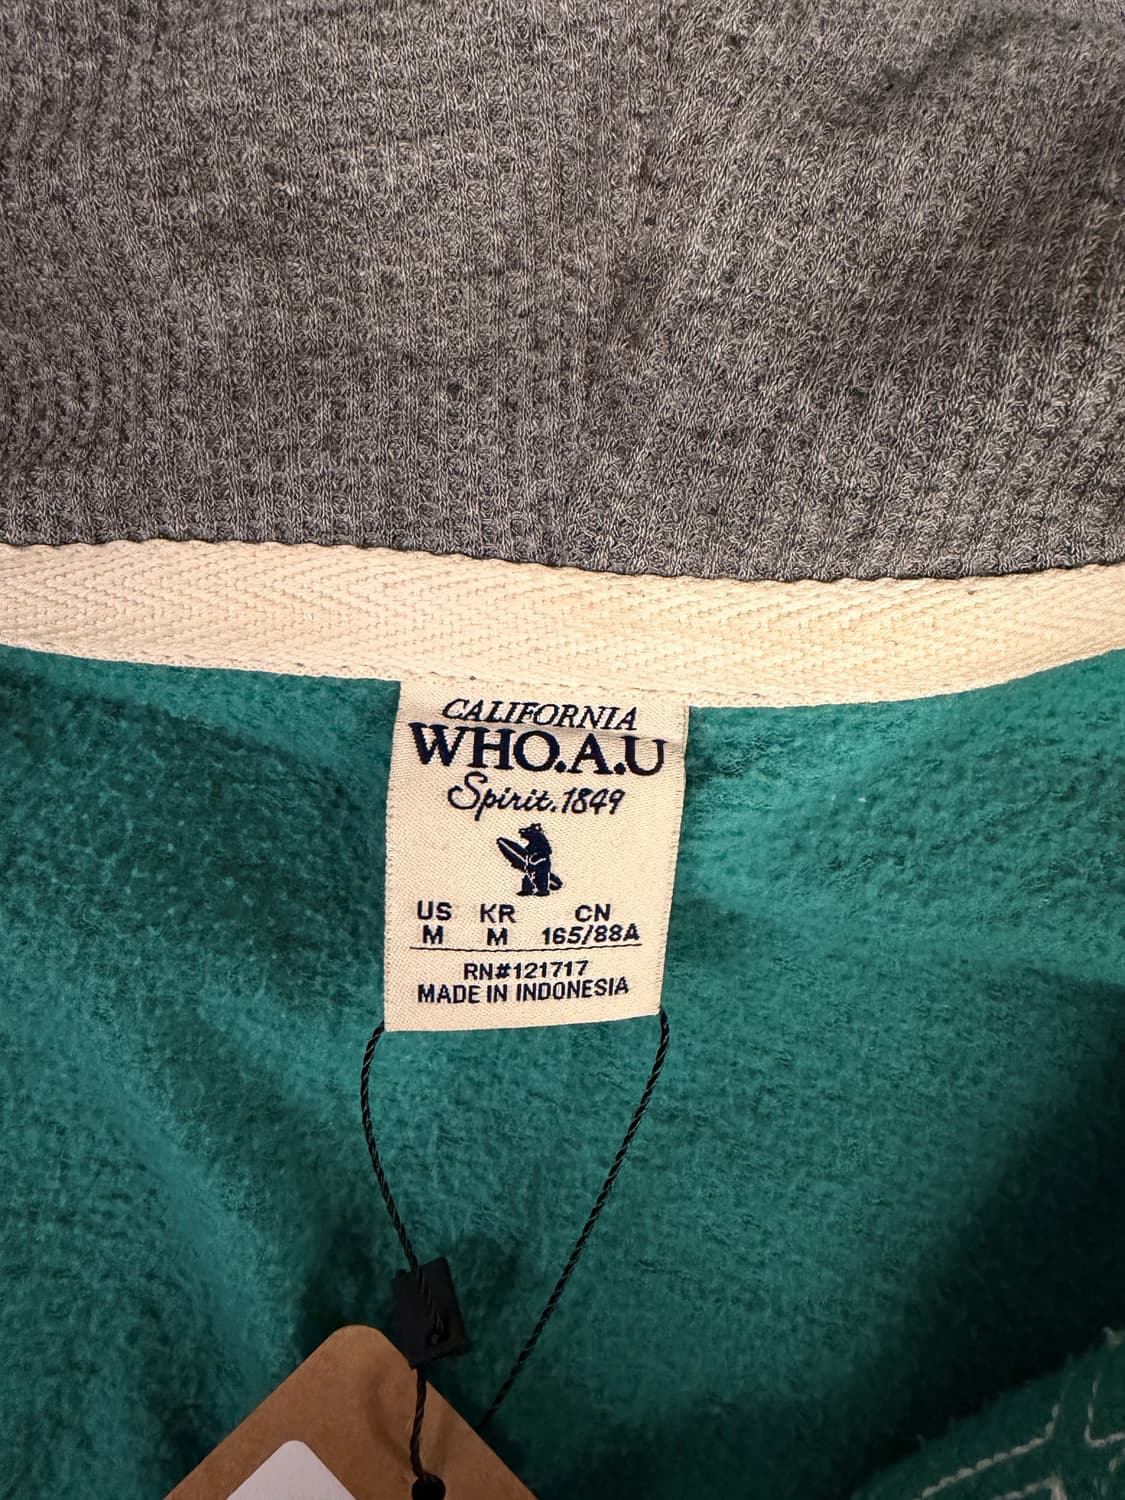 CALIFORNIA
WHO.A.U
Spirit.1849
US KR CN
M M 165/88A
RN#121717
MADE IN INDONESIA